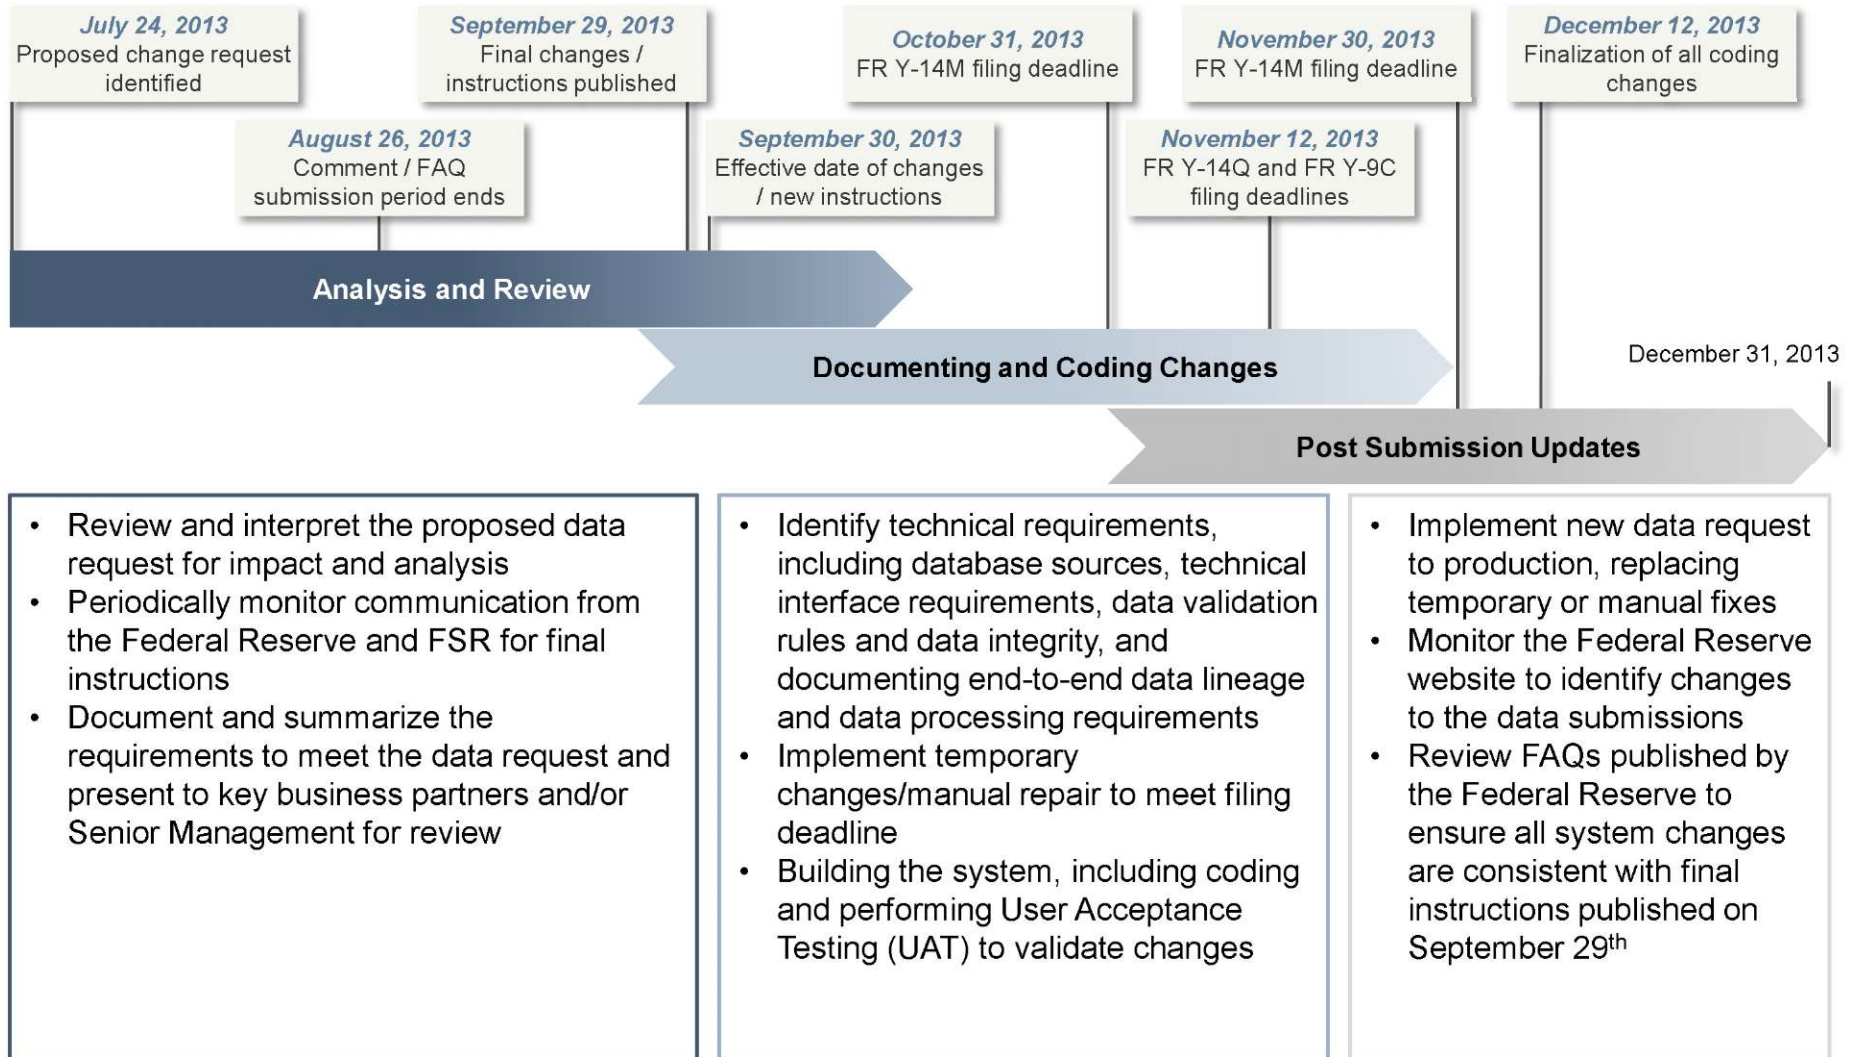 July 24, 2013
Proposed change request
identified
September 29, 2013
Final changes /
instructions published
October 31, 2013
FR Y-14M filing deadline
November 30, 2013
FR Y-14M filing deadline
December 12, 2013
Finalization of all coding
changes
August 26, 2013
Comment / FAQ
submission period ends
September 30, 2013
Effective date of changes
/ new instructions
November 12, 2013
FR Y-14Q and FR Y-9C
filing deadlines
Analysis and Review
Documenting and Coding Changes
December 31, 2013
Post Submission Updates
• Review and interpret the proposed data
request for impact and analysis
• Periodically monitor communication from
the Federal Reserve and FSR for final
instructions
• Document and summarize the
requirements to meet the data request and
present to key business partners and/or
Senior Management for review
• Identify technical requirements,
including database sources, technical
interface requirements, data validation
rules and data integrity, and
documenting end-to-end data lineage
and data processing requirements
• Implement temporary
changes/manual repair to meet filing
deadline
• Building the system, including coding
and performing User Acceptance
Testing (UAT) to validate changes
• Implement new data request
to production, replacing
temporary or manual fixes
• Monitor the Federal Reserve
website to identify changes
to the data submissions
• Review FAQs published by
the Federal Reserve to
ensure all system changes
are consistent with final
instructions published on
September 29th